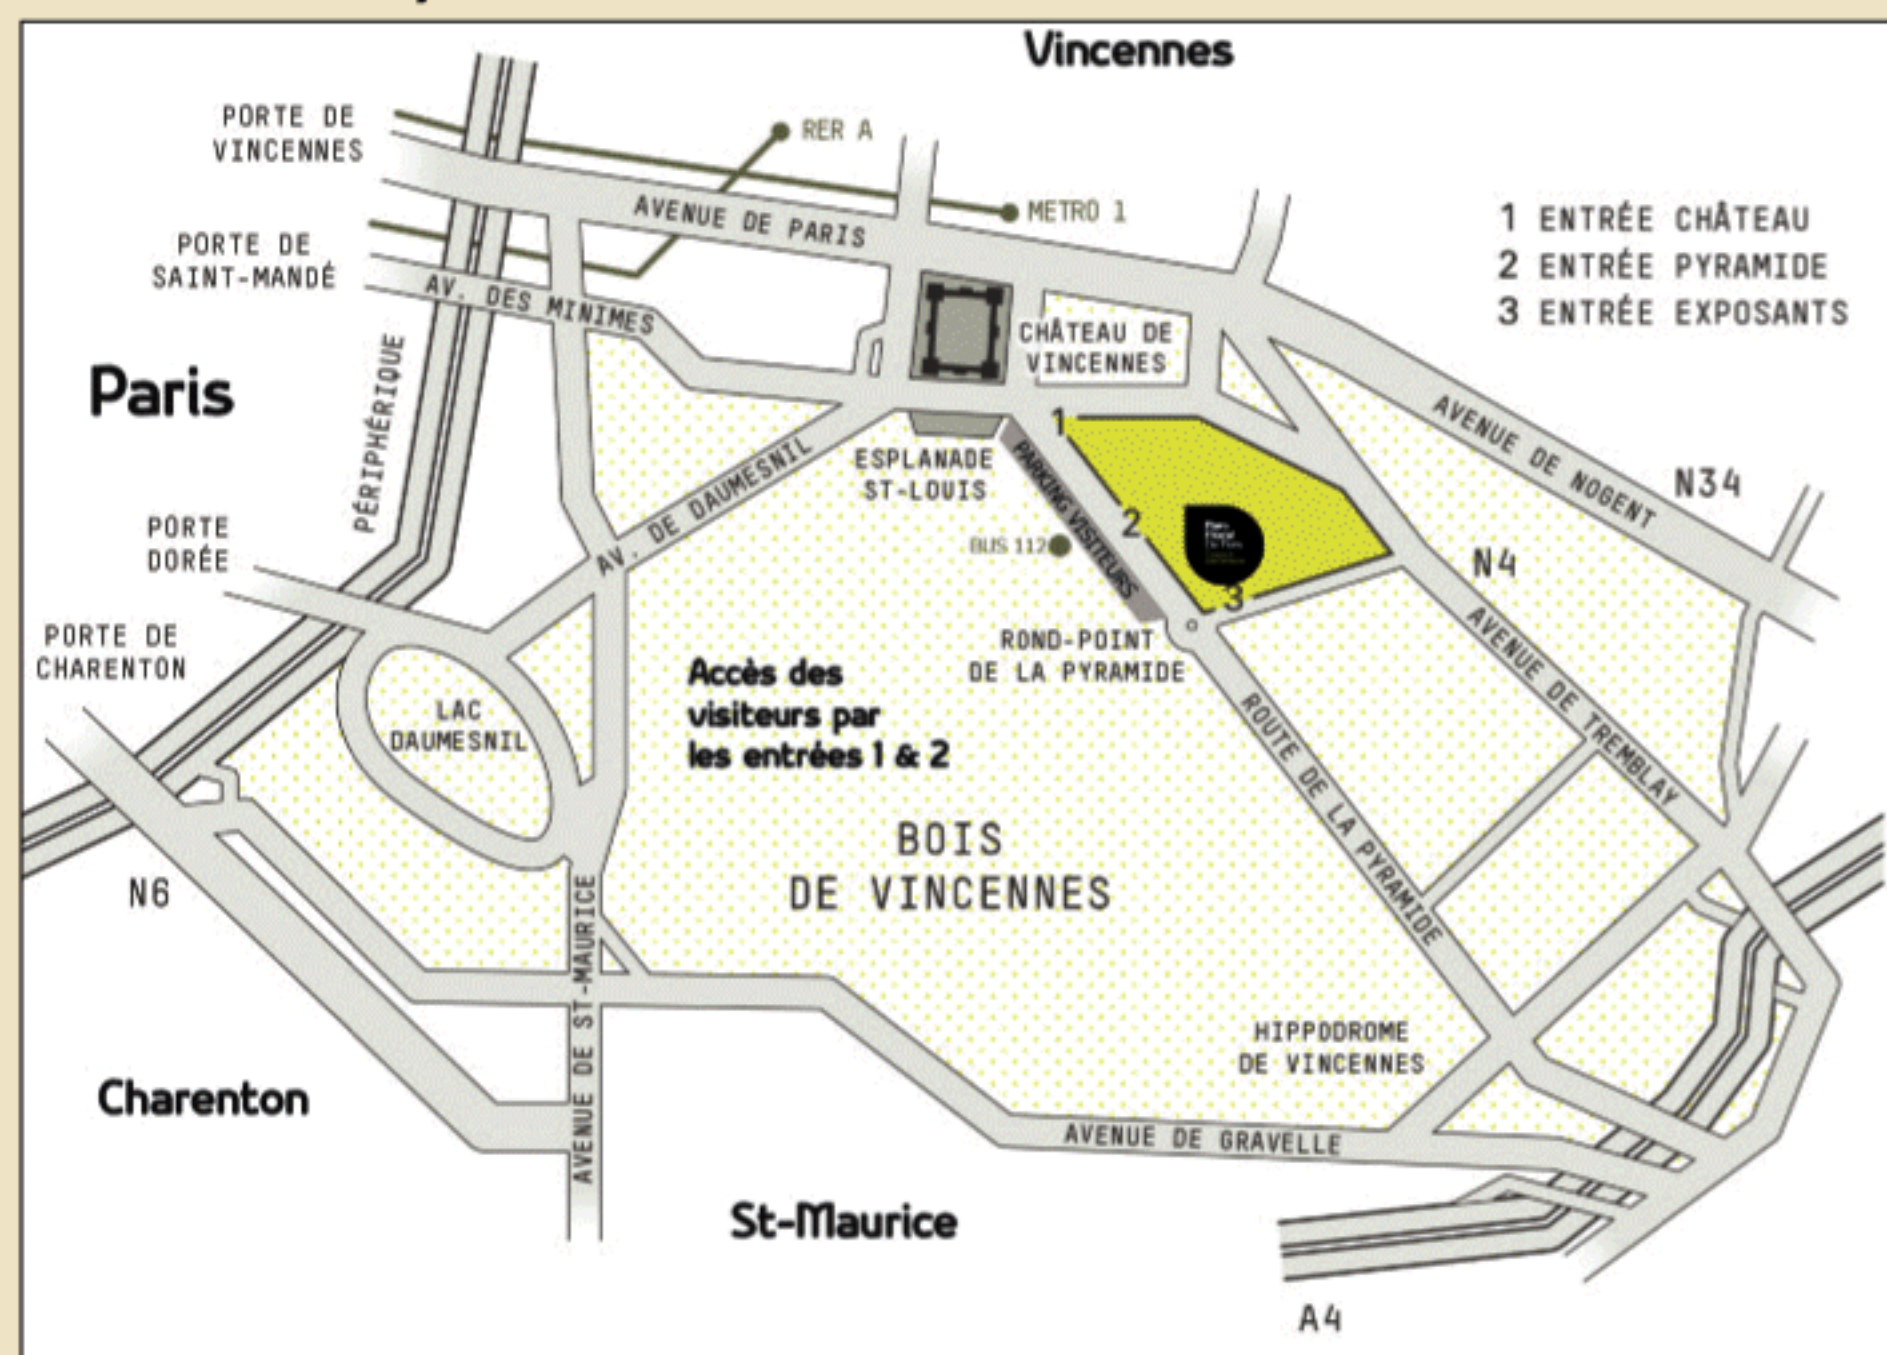 Vincennes
PORTE DE
VINCENNES
RER A
METRO 1
AVENUE DE PARIS
1 ENTRÉE CHÂTEAU
2 ENTRÉE PYRAMIDE
3 ENTRÉE EXPOSANTS
PORTE DE
SAINT-MANDÉ
AV. DES MINIMES
CHÂTEAU DE
VINCENNES
Paris
PÉRIPHÉRIQUE
1
AVENUE DE NOGENT
N34
ESPLANADE
ST-LOUIS
PARKING VISITEURS
AV. DE DAUMESNIL
2
BUS 112
PORTE
DORÉE
N4
3
PORTE DE
CHARENTON
ROND-POINT
DE LA PYRAMIDE
AVENUE DE TREMBLAY
Accès des
visiteurs par
les entrées 1 & 2
LAC
DAUMESNIL
ROUTE DE LA PYRAMIDE
BOIS
DE VINCENNES
N6
AVENUE DE ST-MAURICE
HIPPODROME
DE VINCENNES
Charenton
AVENUE DE GRAVELLE
St-Maurice
A4